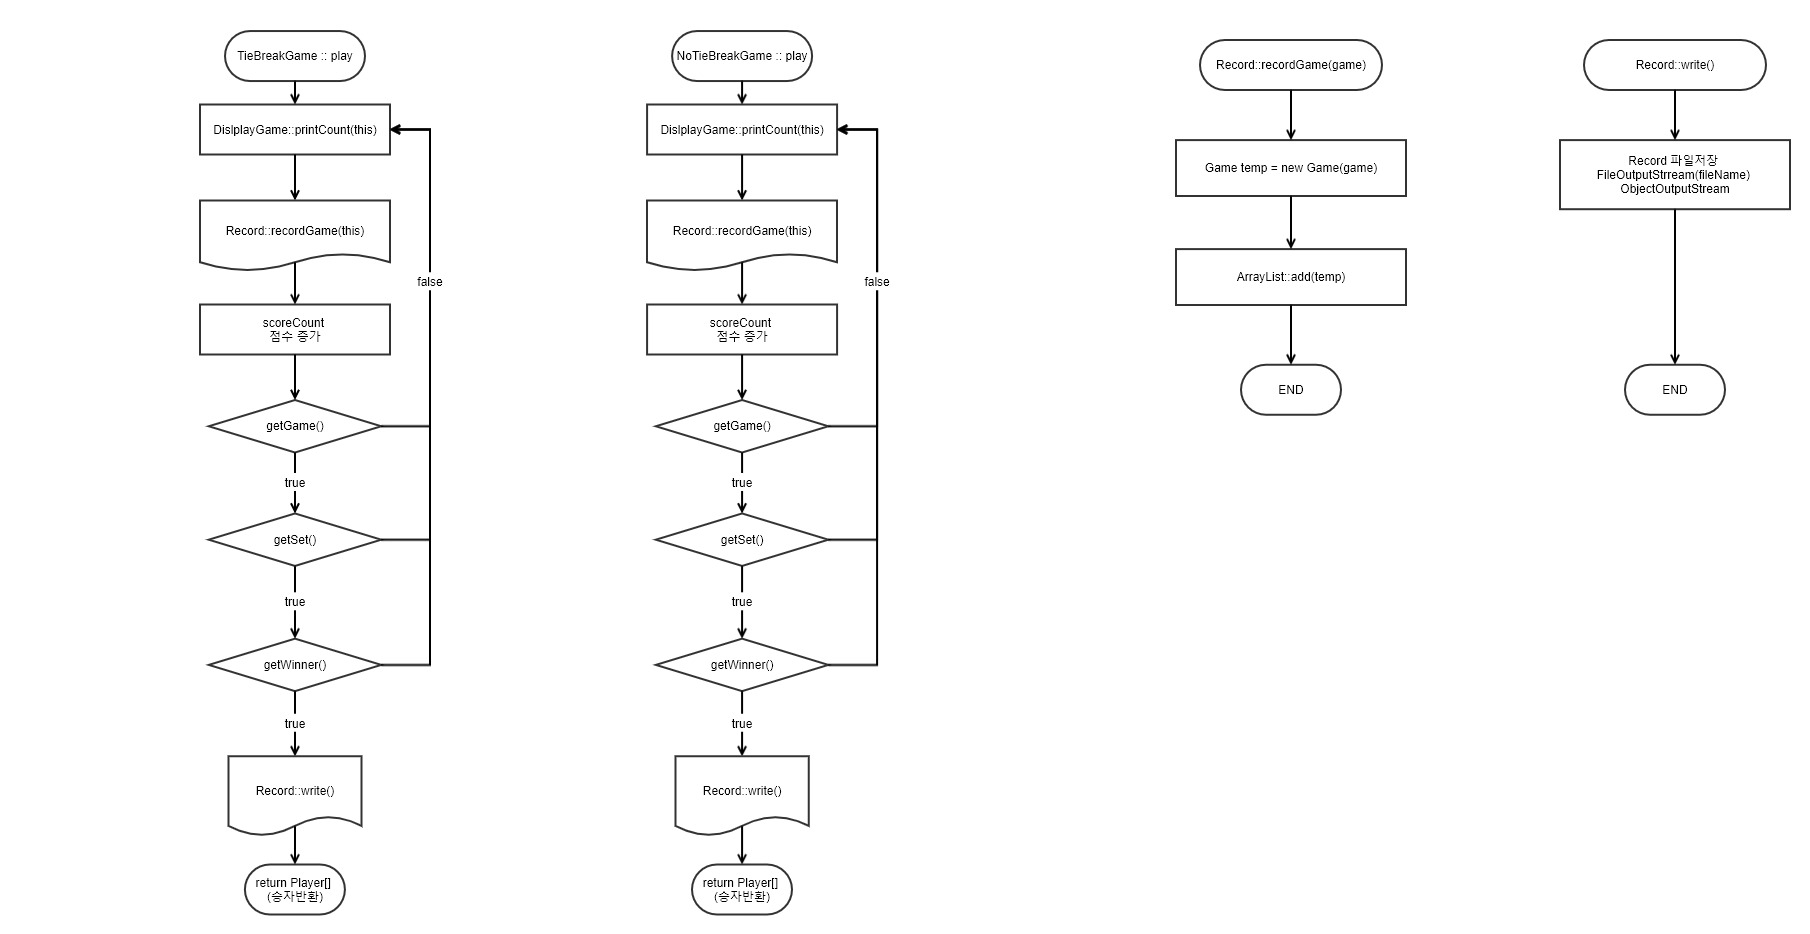 TieBreakGame :: play
DislplayGame::printCount(this)
Record::recordGame(this)
false
scoreCount
점수 증가
getGame()
true
getSet()
true
getWinner()
true
Record::write()
return Player[]
(승자반환)
NoTieBreakGame :: play
DislplayGame::printCount(this)
Record::recordGame(this)
false
scoreCount
점수 증가
getGame()
true
getSet()
true
getWinner()
true
Record::write()
return Player[]
(승자반환)
Record::recordGame(game)
Game temp = new Game(game)
ArrayList::add(temp)
END
Record::write()
Record 파일저장
FileOutputStrream(fileName)
ObjectOutputStream
END